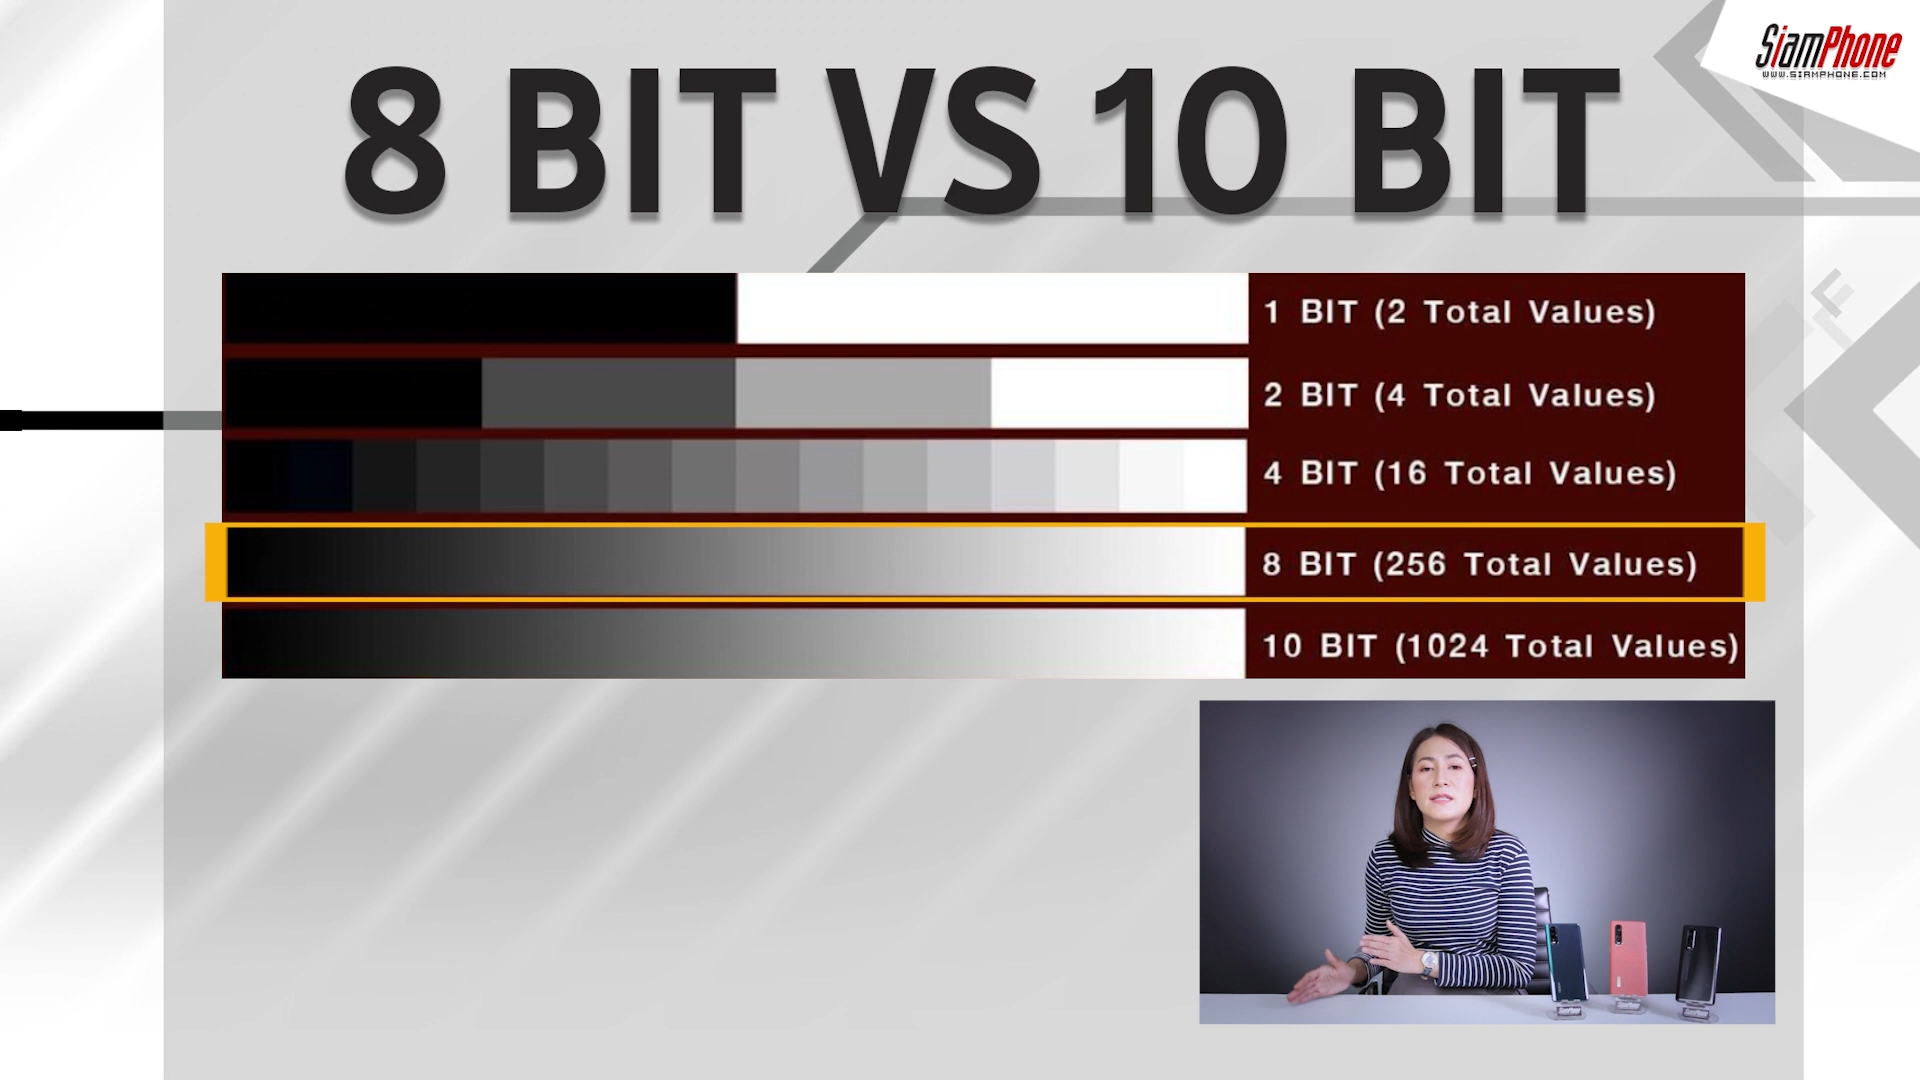 SiamPhone
WWW.SIAMPHONE.COM
8 BIT VS 10 BIT
1 BIT (2 Total Values)
2 BIT (4 Total Values)
4 BIT (16 Total Values)
8 BIT (256 Total Values)
10 BIT (1024 Total Values)